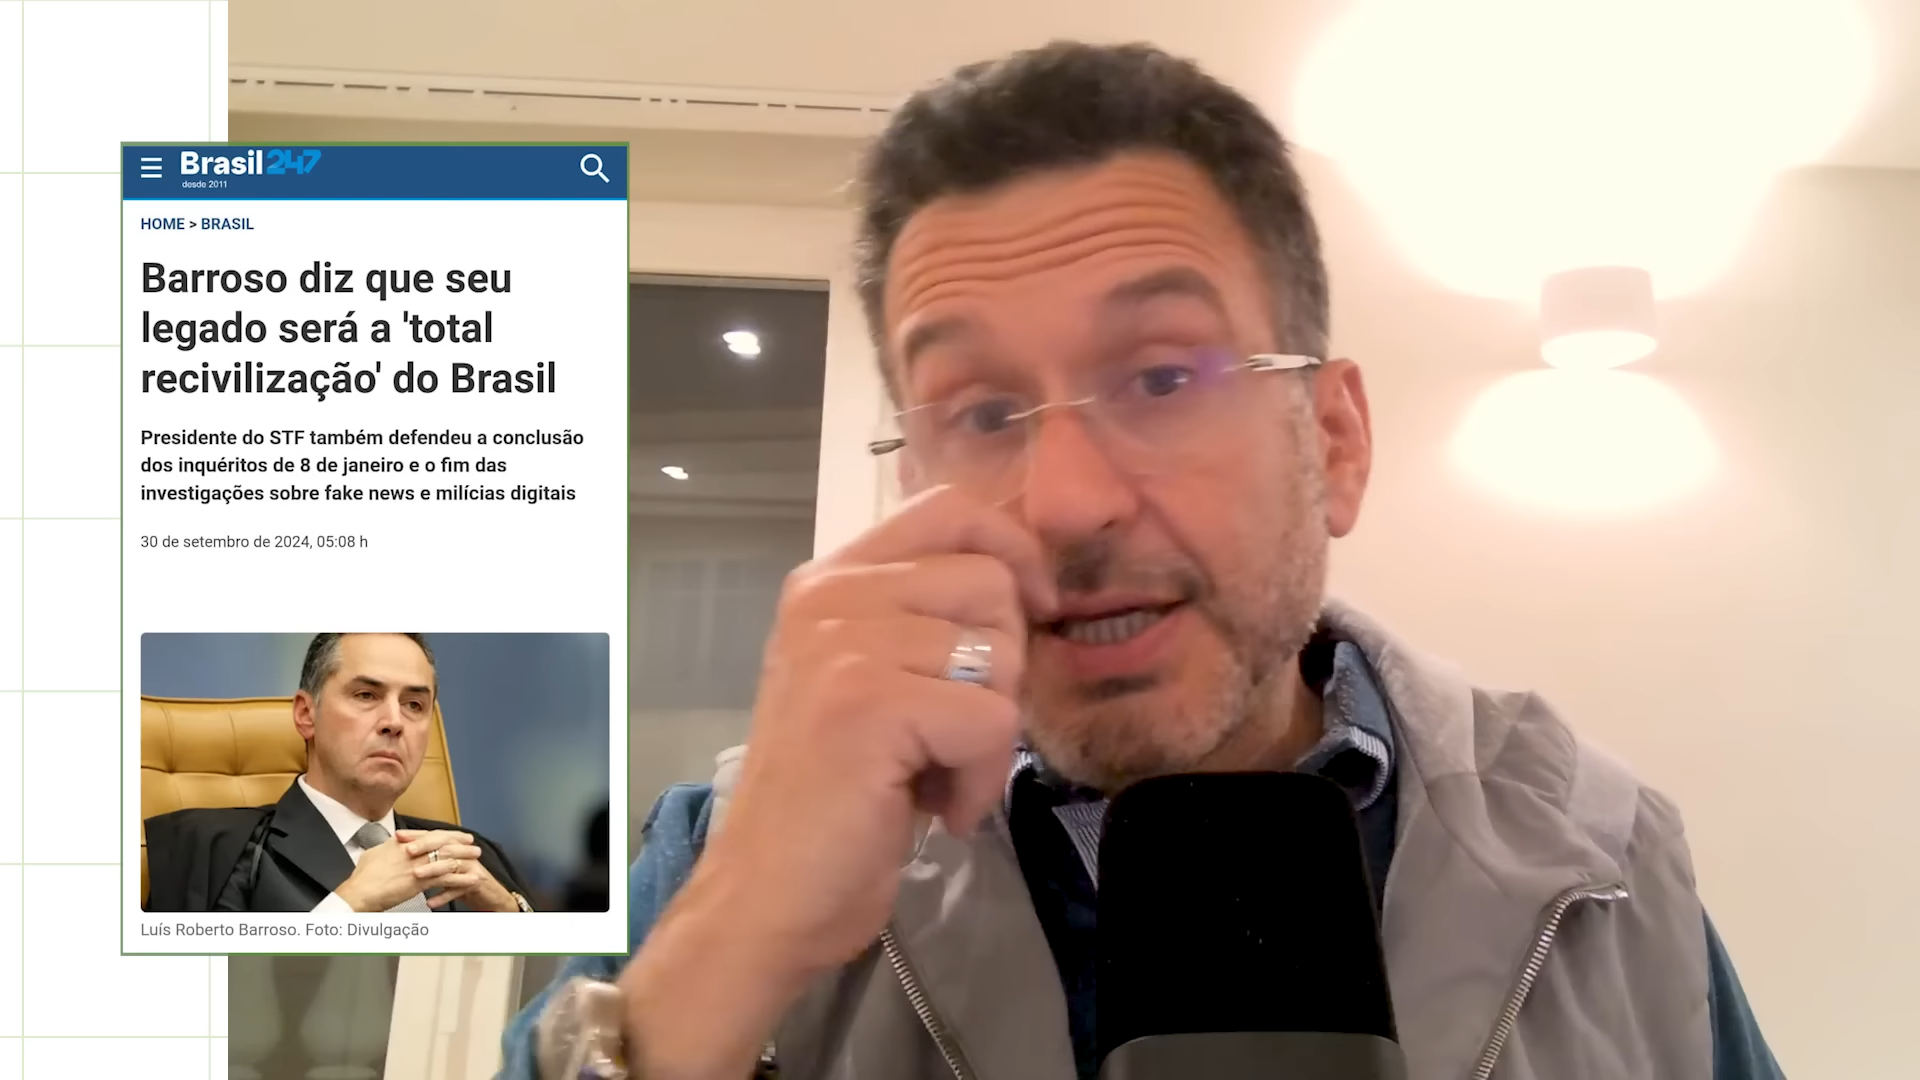 Brasil 247
desde 2011
HOME > BRASIL
Barroso diz que seu
legado será a 'total
recivilização' do Brasil
Presidente do STF também defendeu a conclusão
dos inquéritos de 8 de janeiro e o fim das
investigações sobre fake news e milícias digitais
30 de setembro de 2024, 05:08 h
Luís Roberto Barroso. Foto: Divulgação